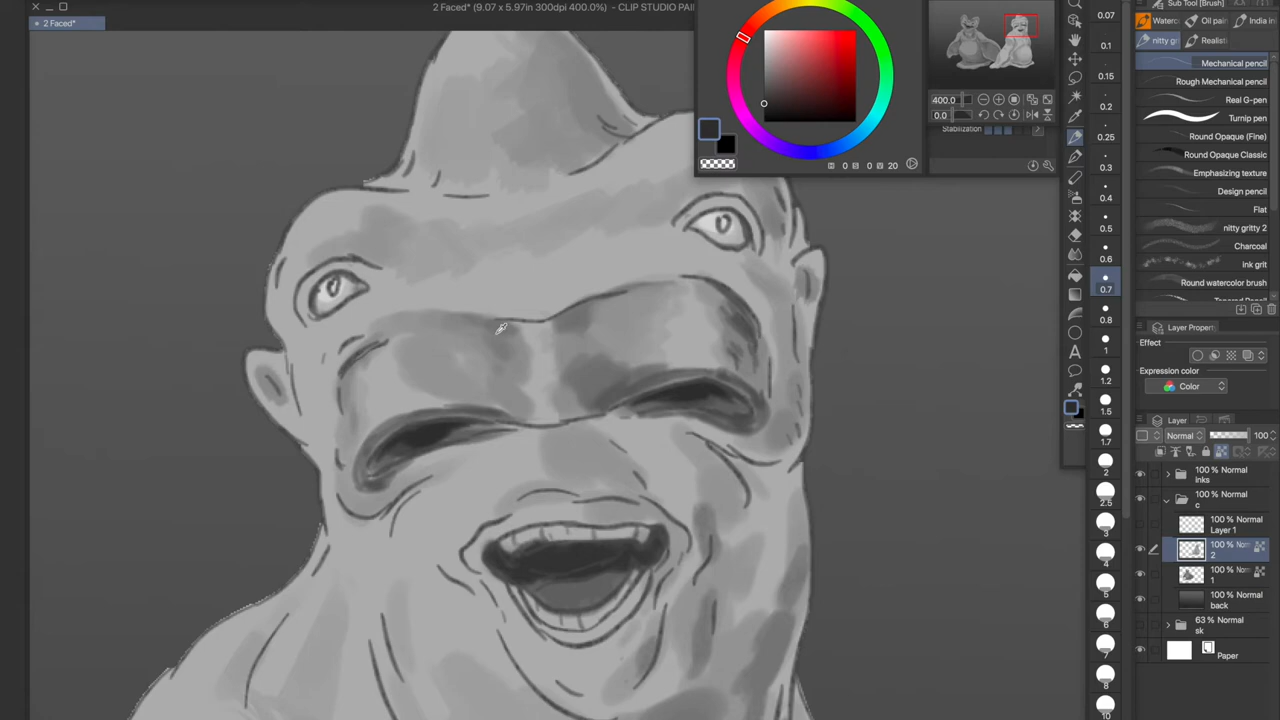 2 Faced* (9.07 x 5.97in 300dpi 400.0%) - CLIP STUDIO PAI
2 Faced*
H 0 S 0 V 20
400.0
0.0
Stabilization
0.07
0.1
0.15
0.2
0.25
0.3
0.4
0.5
0.6
0.7
0.8
1
1.2
1.5
1.7
2
2.5
3
4
5
6
7
8
10
Sub Tool [Brush]
Waterc Oil pain India in
nitty gri Realist
Mechanical pencil
Rough Mechanical pencil
Real G-pen
Turnip pen
Round Opaque (Fine)
Round Opaque Classic
Emphasizing texture
Design pencil
Flat
nitty gritty 2
Charcoal
ink grit
Round watercolor brush
Layer Prope
Effect
Expression color
Color
Layer
Normal 100
100 % Normal
inks
100 % Normal
c
100 % Normal
Layer 1
100 % Nor
2
100 % Nor
1
100 % Normal
back
63 % Normal
sk
Paper